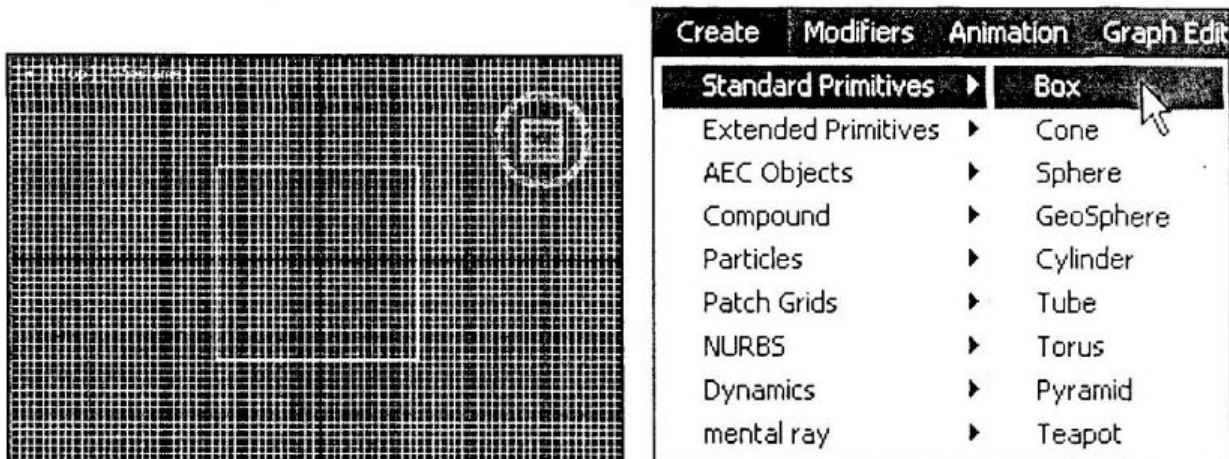 Create Modifiers Animation Graph Edit
Standard Primitives Box
Extended Primitives Cone
AEC Objects Sphere
Compound GeoSphere
Particles Cylinder
Patch Grids Tube
NURBS Torus
Dynamics Pyramid
mental ray Teapot